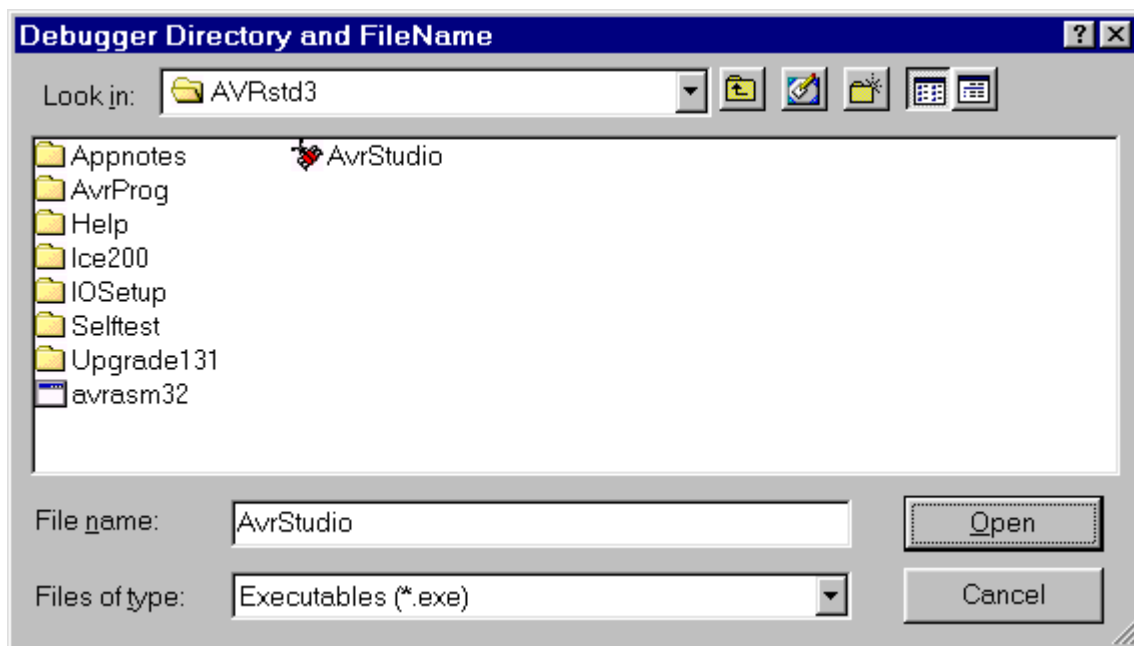 Debugger Directory and FileName
Look in: AVRstd3
Appnotes AvrStudio
AvrProg
Help
Ice200
IOSetup
Selftest
Upgrade131
avrasm32
File name: AvrStudio Open
Files of type: Executables (*.exe) Cancel